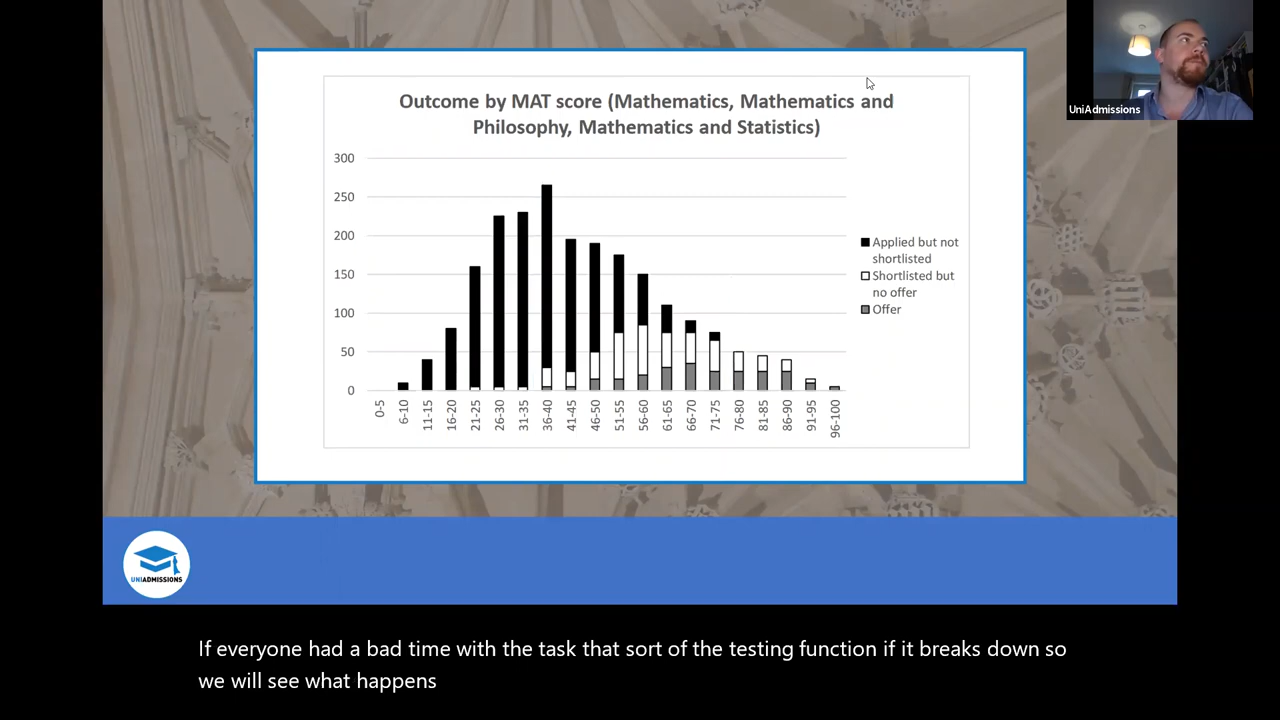 Outcome by MAT score (Mathematics, Mathematics and
Philosophy, Mathematics and Statistics)
300
250
200
150
100
50
0
0-5
6-10
11-15
16-20
21-25
26-30
31-35
36-40
41-45
46-50
51-55
56-60
61-65
66-70
71-75
76-80
81-85
86-90
91-95
96-100
Applied but not
shortlisted
Shortlisted but
no offer
Offer
UniAdmissions
UNIADMISSIONS
If everyone had a bad time with the task that sort of the testing function if it breaks down so
we will see what happens